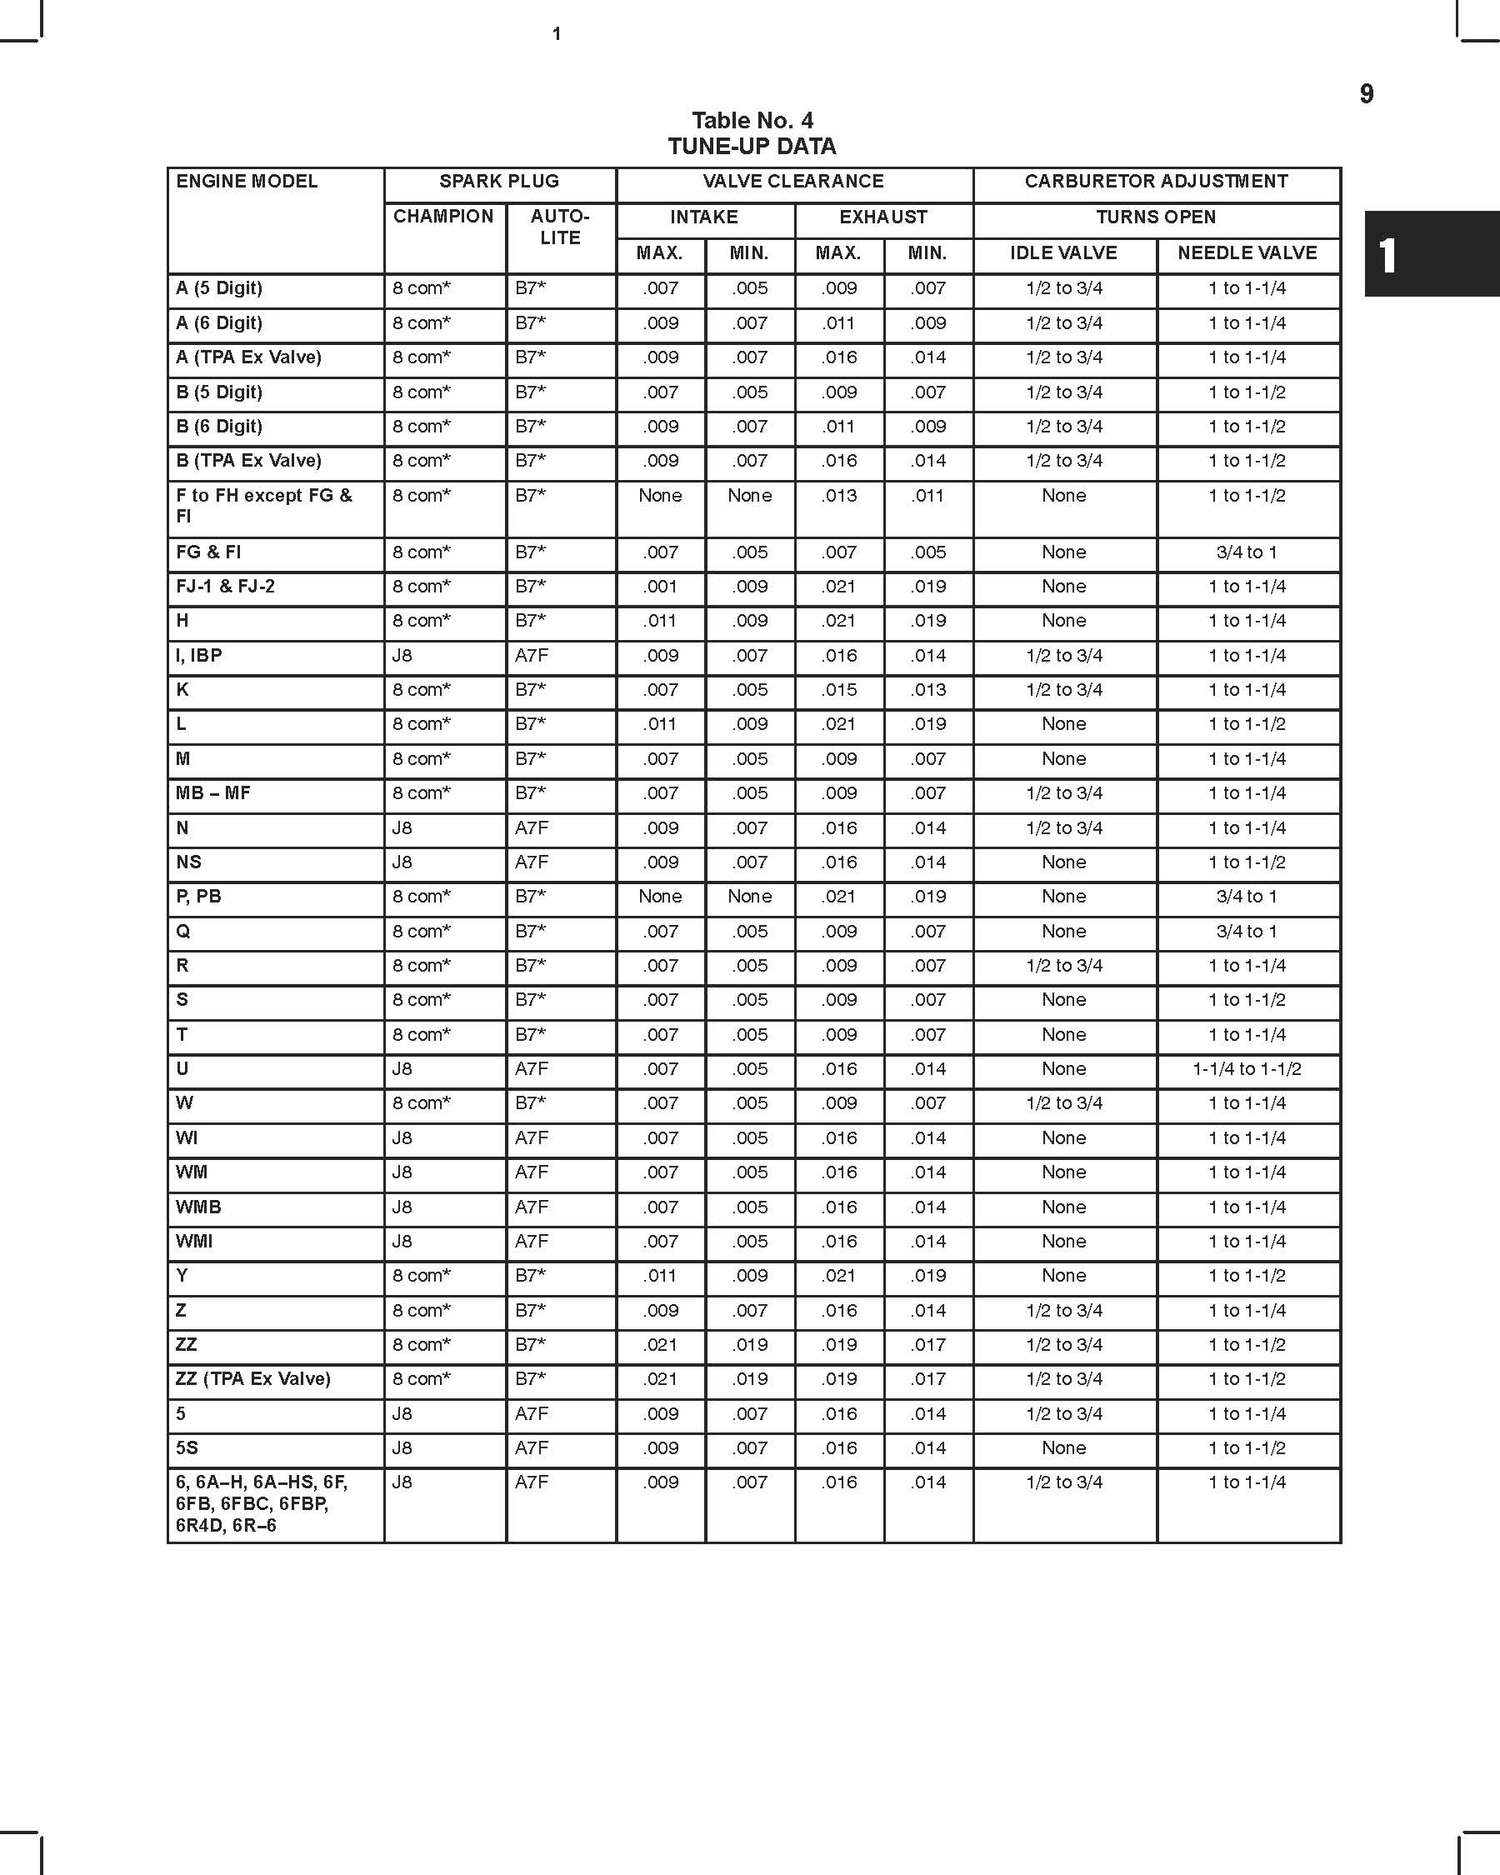 1
9
Table No. 4
TUNE-UP DATA
ENGINE MODEL SPARK PLUG VALVE CLEARANCE CARBURETOR ADJUSTMENT
CHAMPION AUTO- INTAKE EXHAUST TURNS OPEN
LITE
MAX. MIN. MAX. MIN. IDLE VALVE NEEDLE VALVE
1
A (5 Digit) 8 com* B7* .007 .005 .009 .007 1/2 to 3/4 1 to 1-1/4
A (6 Digit) 8 com* B7* .009 .007 .011 .009 1/2 to 3/4 1 to 1-1/4
A (TPA Ex Valve) 8 com* B7* .009 .007 .016 .014 1/2 to 3/4 1 to 1-1/4
B (5 Digit) 8 com* B7* .007 .005 .009 .007 1/2 to 3/4 1 to 1-1/2
B (6 Digit) 8 com* B7* .009 .007 .011 .009 1/2 to 3/4 1 to 1-1/2
B (TPA Ex Valve) 8 com* B7* .009 .007 .016 .014 1/2 to 3/4 1 to 1-1/2
F to FH except FG & 8 com* B7* None None .013 .011 None 1 to 1-1/2
FI
FG & FI 8 com* B7* .007 .005 .007 .005 None 3/4 to 1
FJ-1 & FJ-2 8 com* B7* .001 .009 .021 .019 None 1 to 1-1/4
H 8 com* B7* .011 .009 .021 .019 None 1 to 1-1/4
I, IBP J8 A7F .009 .007 .016 .014 1/2 to 3/4 1 to 1-1/4
K 8 com* B7* .007 .005 .015 .013 1/2 to 3/4 1 to 1-1/4
L 8 com* B7* .011 .009 .021 .019 None 1 to 1-1/2
M 8 com* B7* .007 .005 .009 .007 None 1 to 1-1/4
MB – MF 8 com* B7* .007 .005 .009 .007 1/2 to 3/4 1 to 1-1/4
N J8 A7F .009 .007 .016 .014 1/2 to 3/4 1 to 1-1/4
NS J8 A7F .009 .007 .016 .014 None 1 to 1-1/2
P, PB 8 com* B7* None None .021 .019 None 3/4 to 1
Q 8 com* B7* .007 .005 .009 .007 None 3/4 to 1
R 8 com* B7* .007 .005 .009 .007 1/2 to 3/4 1 to 1-1/4
S 8 com* B7* .007 .005 .009 .007 None 1 to 1-1/2
T 8 com* B7* .007 .005 .009 .007 None 1 to 1-1/4
U J8 A7F .007 .005 .016 .014 None 1-1/4 to 1-1/2
W 8 com* B7* .007 .005 .009 .007 1/2 to 3/4 1 to 1-1/4
WI J8 A7F .007 .005 .016 .014 None 1 to 1-1/4
WM J8 A7F .007 .005 .016 .014 None 1 to 1-1/4
WMB J8 A7F .007 .005 .016 .014 None 1 to 1-1/4
WMI J8 A7F .007 .005 .016 .014 None 1 to 1-1/4
Y 8 com* B7* .011 .009 .021 .019 None 1 to 1-1/2
Z 8 com* B7* .009 .007 .016 .014 1/2 to 3/4 1 to 1-1/4
ZZ 8 com* B7* .021 .019 .019 .017 1/2 to 3/4 1 to 1-1/2
ZZ (TPA Ex Valve) 8 com* B7* .021 .019 .019 .017 1/2 to 3/4 1 to 1-1/2
5 J8 A7F .009 .007 .016 .014 1/2 to 3/4 1 to 1-1/4
5S J8 A7F .009 .007 .016 .014 None 1 to 1-1/2
6, 6A–H, 6A–HS, 6F, J8 A7F .009 .007 .016 .014 1/2 to 3/4 1 to 1-1/4
6FB, 6FBC, 6FBP,
6R4D, 6R–6